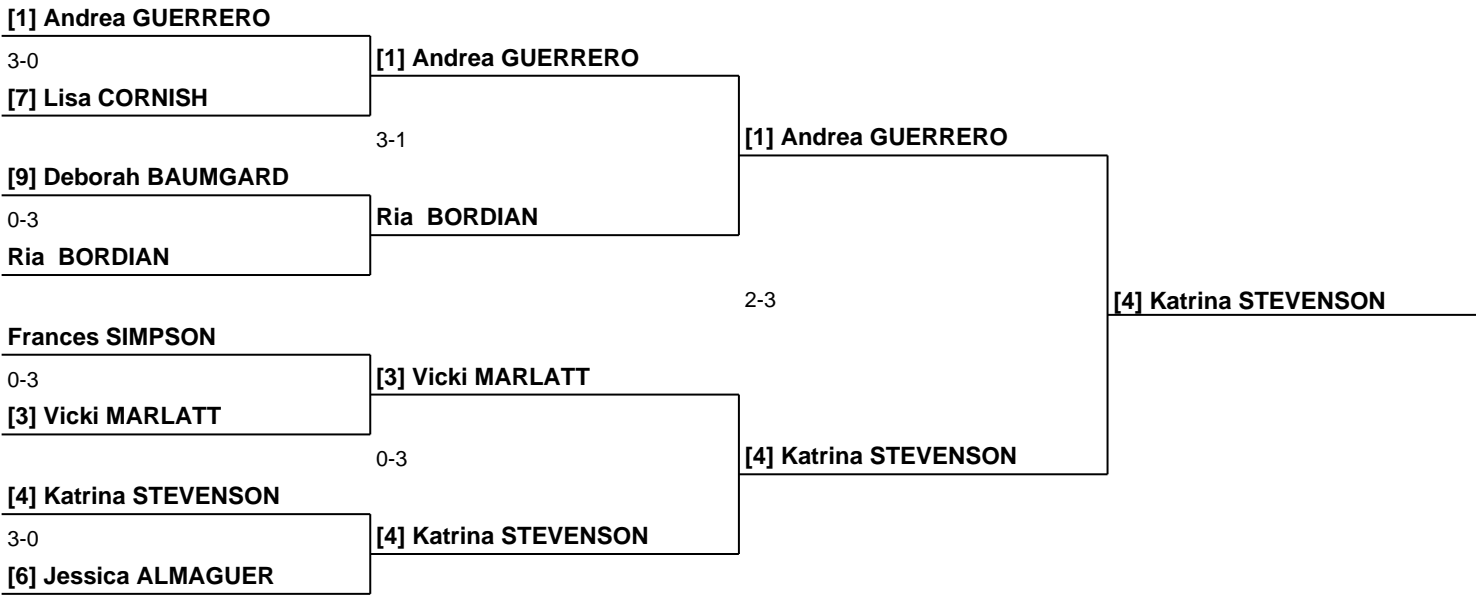 [1] Andrea GUERRERO
3-0
[1] Andrea GUERRERO
[7] Lisa CORNISH
3-1
[1] Andrea GUERRERO
[9] Deborah BAUMGARD
0-3
Ria  BORDIAN
Ria  BORDIAN
2-3
[4] Katrina STEVENSON
Frances SIMPSON
0-3
[3] Vicki MARLATT
[3] Vicki MARLATT
0-3
[4] Katrina STEVENSON
[4] Katrina STEVENSON
3-0
[4] Katrina STEVENSON
[6] Jessica ALMAGUER